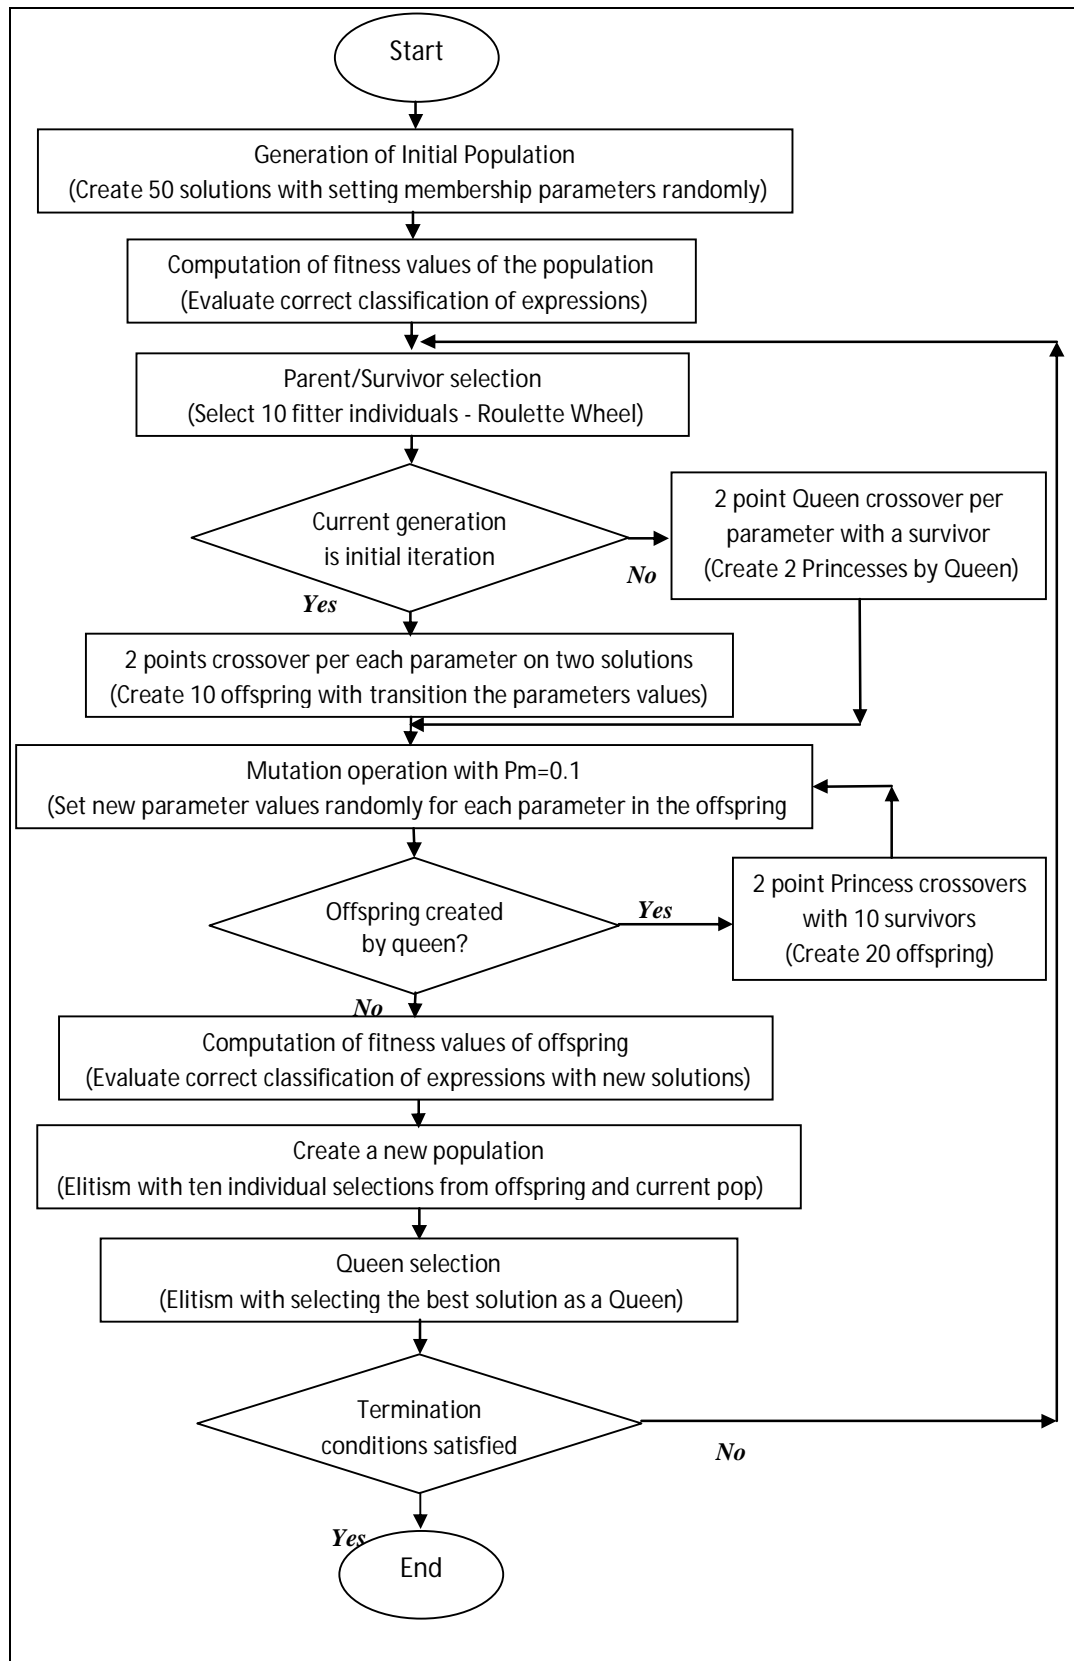 Start
Generation of Initial Population
(Create 50 solutions with setting membership parameters randomly)
Computation of fitness values of the population
(Evaluate correct classification of expressions)
Parent/Survivor selection
(Select 10 fitter individuals - Roulette Wheel)
Current generation
is initial iteration
No
Yes
2 point Queen crossover per
parameter with a survivor
(Create 2 Princesses by Queen)
2 points crossover per each parameter on two solutions
(Create 10 offspring with transition the parameters values)
Mutation operation with Pm=0.1
(Set new parameter values randomly for each parameter in the offspring
Offspring created
by queen?
Yes
No
2 point Princess crossovers
with 10 survivors
(Create 20 offspring)
Computation of fitness values of offspring
(Evaluate correct classification of expressions with new solutions)
Create a new population
(Elitism with ten individual selections from offspring and current pop)
Queen selection
(Elitism with selecting the best solution as a Queen)
Termination
conditions satisfied
No
Yes
End